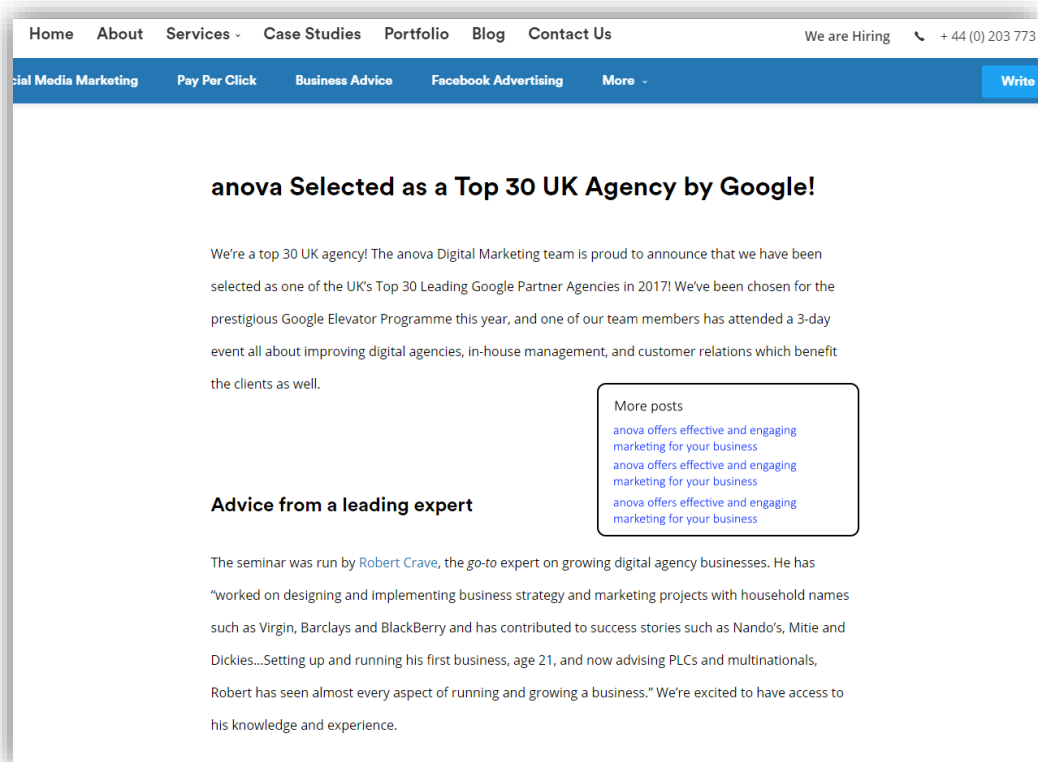 Home About Services Case Studies Portfolio Blog Contact Us We are Hiring + 44 (0) 203 773
Media Marketing Pay Per Click Business Advice Facebook Advertising More Write
anova Selected as a Top 30 UK Agency by Google!
We're a top 30 UK agency! The anova Digital Marketing team is proud to announce that we have been
selected as one of the UK's Top 30 Leading Google Partner Agencies in 2017! We've been chosen for the
prestigious Google Elevator Programme this year, and one of our team members has attended a 3-day
event all about improving digital agencies, in-house management, and customer relations which benefit
the clients as well.
More posts
anova offers effective and engaging
marketing for your business
anova offers effective and engaging
marketing for your business
anova offers effective and engaging
marketing for your business
Advice from a leading expert
The seminar was run by Robert Crave, the go-to expert on growing digital agency businesses. He has
“worked on designing and implementing business strategy and marketing projects with household names
such as Virgin, Barclays and BlackBerry and has contributed to success stories such as Nando's, Mitie and
Dickies...Setting up and running his first business, age 21, and now advising PLCs and multinationals,
Robert has seen almost every aspect of running and growing a business.” We're excited to have access to
his knowledge and experience.